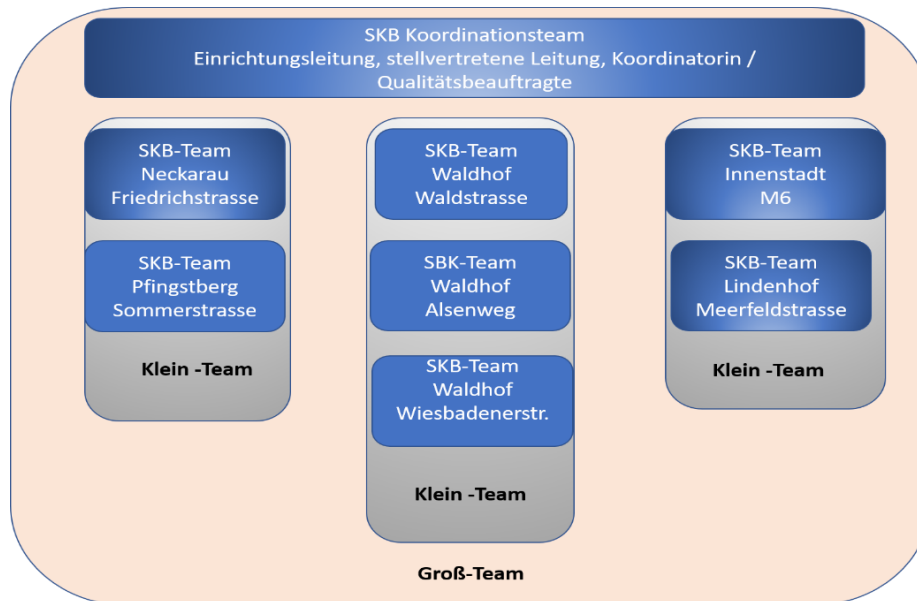 SKB Koordinationsteam
Einrichtungsleitung, stellvertretene Leitung, Koordinatorin /
Qualitätsbeauftragte
SKB-Team
Neckarau
Friedrichstrasse
SKB-Team
Pfingstberg
Sommerstrasse
Klein -Team
SKB-Team
Waldhof
Waldstrasse
SBK-Team
Waldhof
Alsenweg
SKB-Team
Waldhof
Wiesbadenerstr.
Klein -Team
SKB-Team
Innenstadt
M6
SKB-Team
Lindenhof
Meerfeldstrasse
Klein -Team
Groß-Team